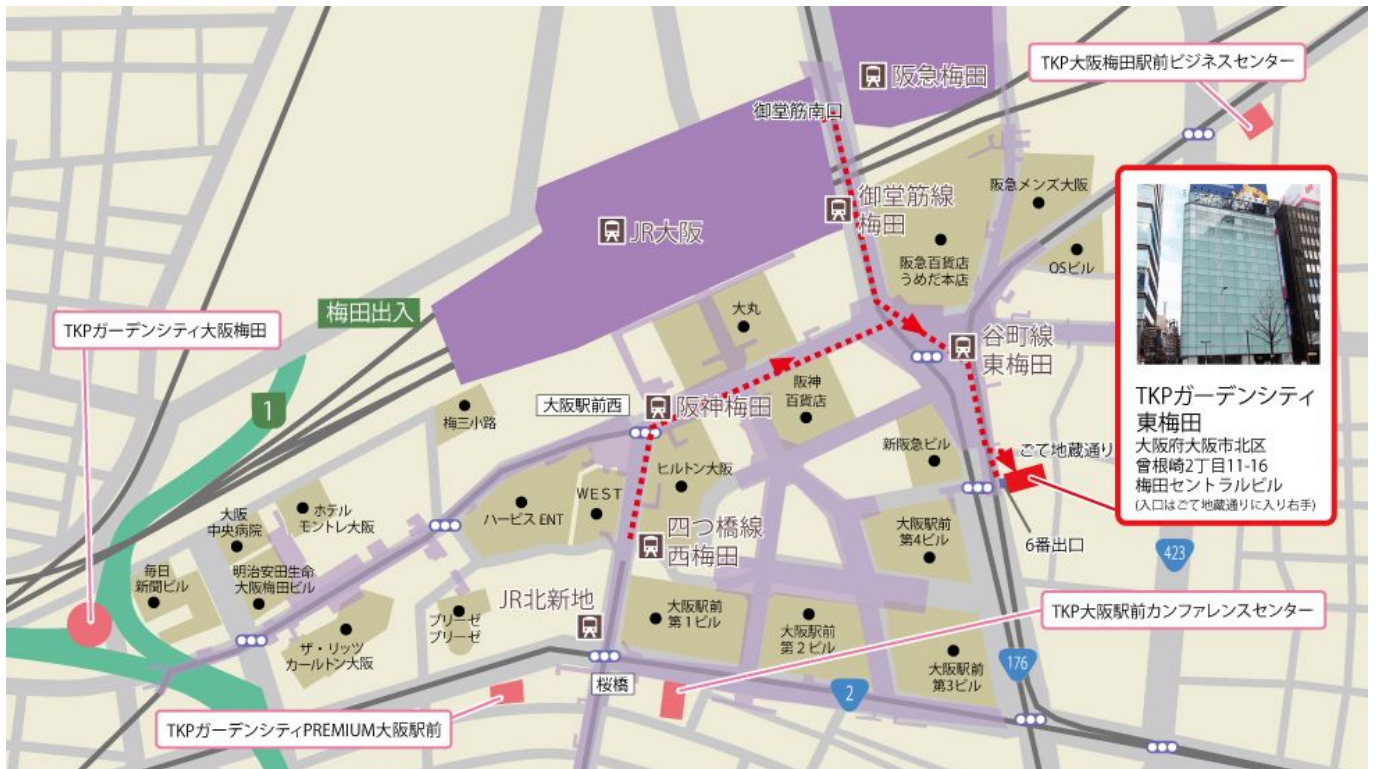 TKP大阪梅田駅前ビジネスセンター
阪急梅田
御堂筋南口
阪急メンズ大阪
御堂筋線
梅田
JR大阪
阪急百貨店
うめだ本店
OSビル
梅田出入
大丸
TKPガーデンシティ大阪梅田
谷町線
東梅田
阪神
百貨店
1
梅三小路
大阪駅前西
阪神梅田
TKPガーデンシティ
東梅田
大阪府大阪市北区
曾根崎2丁目11-16
梅田セントラルビル
(入口はごて地蔵通りに入り右手)
新阪急ビル
ごて地蔵通り
ヒルトン大阪
WEST
ハービス ENT
ホテル
モントレ大阪
大阪
中央病院
四つ橋線
西梅田
大阪駅前
第4ビル
6番出口
423
毎日
新聞ビル
明治安田生命
大阪梅田ビル
JR北新地
ブリーゼ
ブリーゼ
大阪駅前
第1ビル
大阪駅前
第2ビル
TKP大阪駅前カンファレンスセンター
ザ・リッツ
カールトン大阪
大阪駅前
第3ビル
176
桜橋
2
TKPガーデンシティPREMIUM大阪駅前